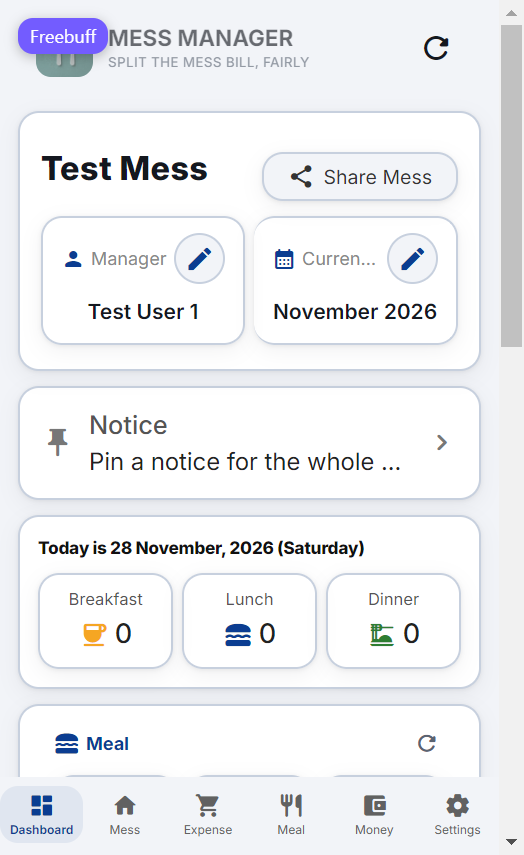 Freebuff
MESS MANAGER
SPLIT THE MESS BILL, FAIRLY
Test Mess
Share Mess
Manager
Curren...
Test User 1
November 2026
Notice
Pin a notice for the whole ...
Today is 28 November, 2026 (Saturday)
Breakfast
Lunch
Dinner
0
0
0
Meal
Dashboard
Mess
Expense
Meal
Money
Settings